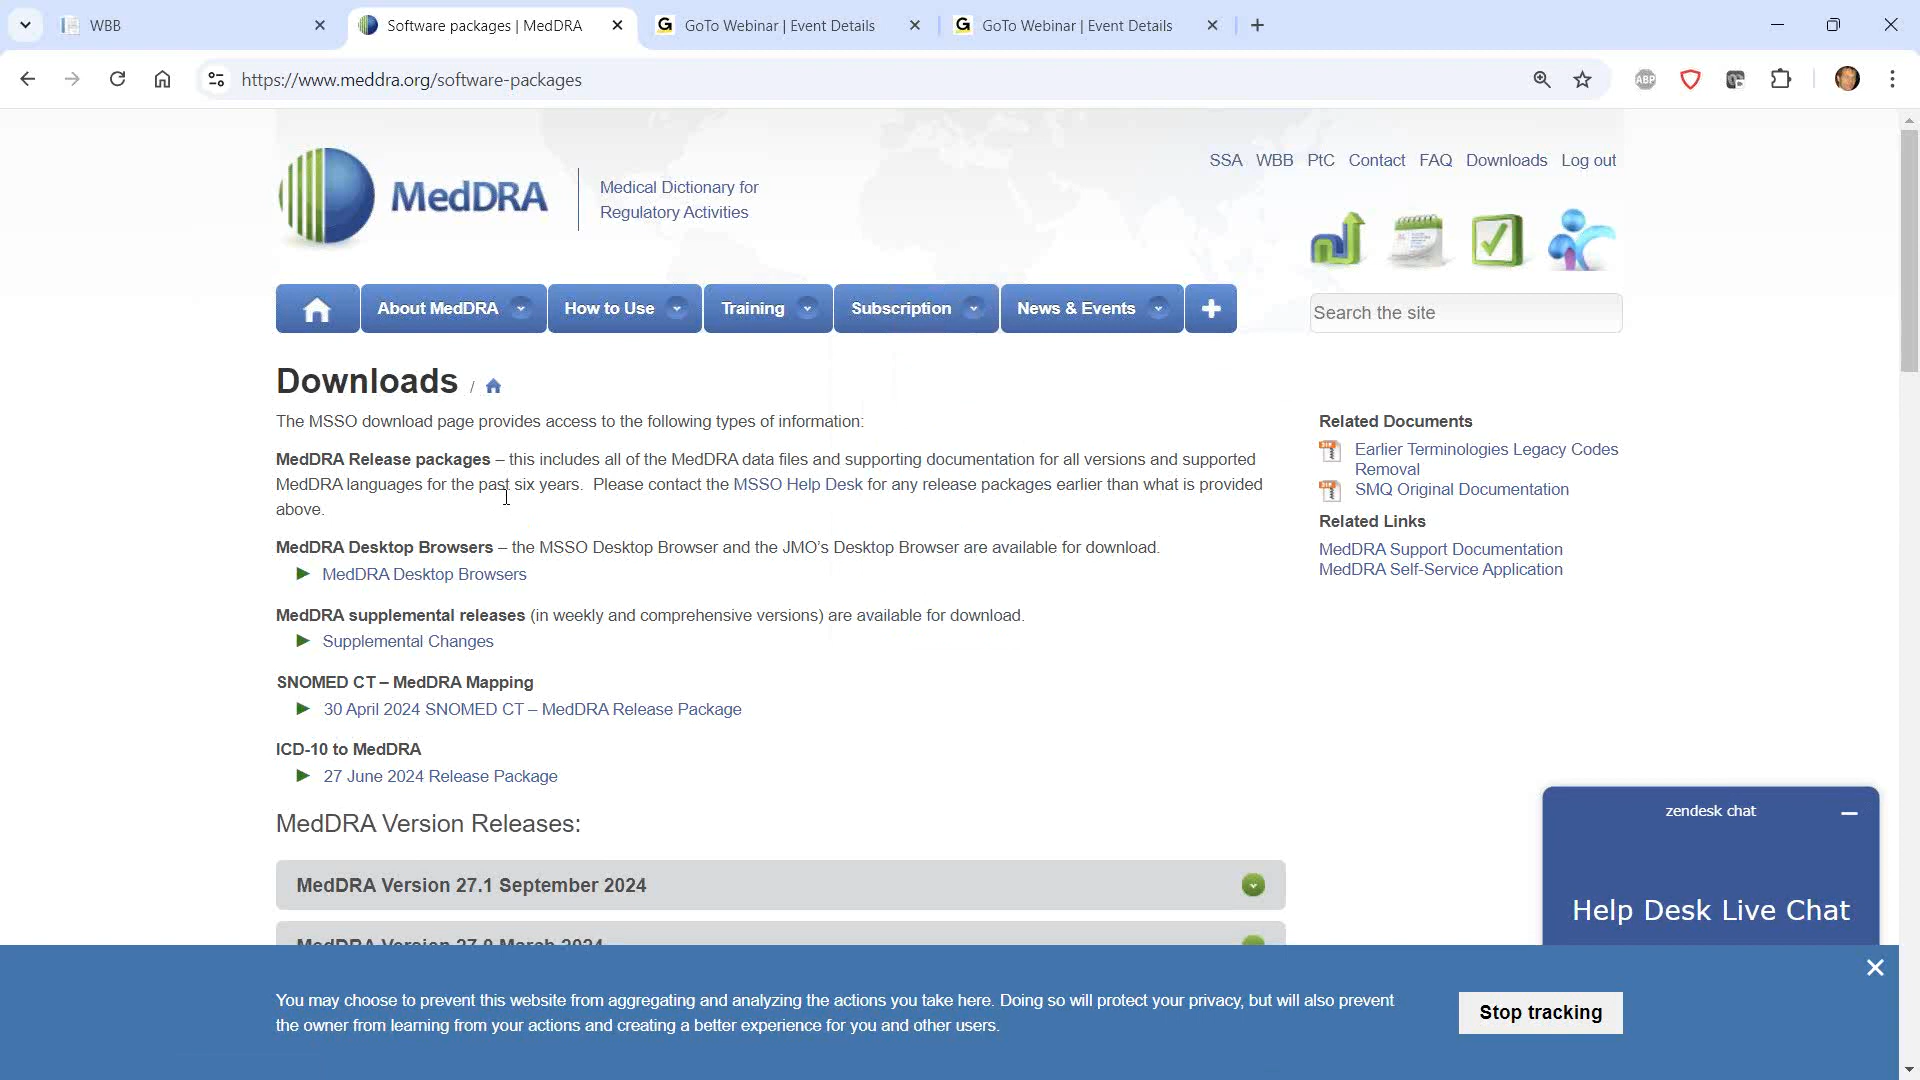 WBB
Software packages | MedDRA
GoTo Webinar | Event Details
GoTo Webinar | Event Details
https://www.meddra.org/software-packages
ABP
MedDRA
Medical Dictionary for
Regulatory Activities
SSA WBB PtC Contact FAQ Downloads Log out
About MedDRA
How to Use
Training
Subscription
News & Events
Search the site
Downloads /
The MSSO download page provides access to the following types of information:
MedDRA Release packages – this includes all of the MedDRA data files and supporting documentation for all versions and supported
MedDRA languages for the past six years. Please contact the MSSO Help Desk for any release packages earlier than what is provided
above.
MedDRA Desktop Browsers – the MSSO Desktop Browser and the JMO's Desktop Browser are available for download.
MedDRA Desktop Browsers
MedDRA supplemental releases (in weekly and comprehensive versions) are available for download.
Supplemental Changes
SNOMED CT – MedDRA Mapping
30 April 2024 SNOMED CT – MedDRA Release Package
ICD-10 to MedDRA
27 June 2024 Release Package
MedDRA Version Releases:
MedDRA Version 27.1 September 2024
MedDRA Version 27.0 March 2024
Related Documents
Earlier Terminologies Legacy Codes
Removal
SMQ Original Documentation
Related Links
MedDRA Support Documentation
MedDRA Self-Service Application
zendesk chat
Help Desk Live Chat
You may choose to prevent this website from aggregating and analyzing the actions you take here. Doing so will protect your privacy, but will also prevent
the owner from learning from your actions and creating a better experience for you and other users.
Stop tracking